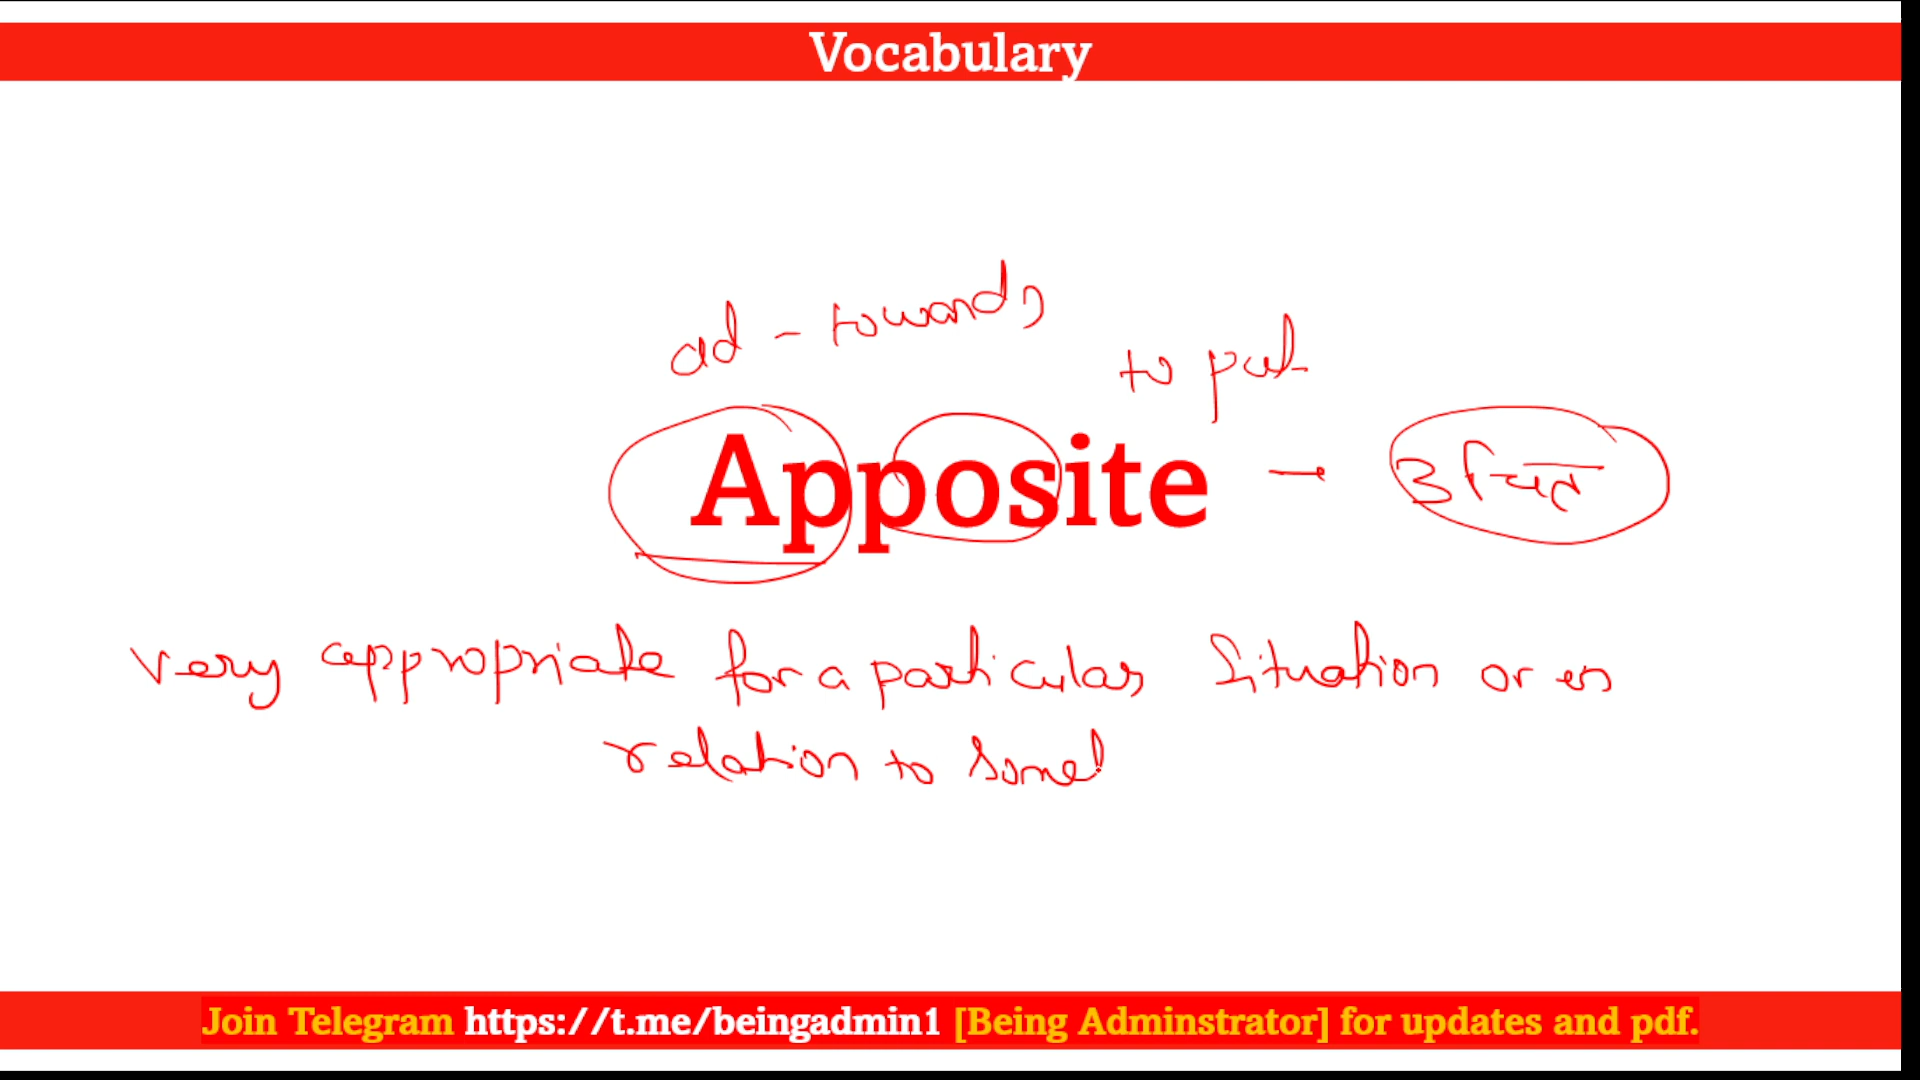 Vocabulary
ad - towards
to put
Apposite - उचित
very appropriate for a particular situation or in
relation to some
Join Telegram https://t.me/beingadmin1 [Being Adminstrator] for updates and pdf.